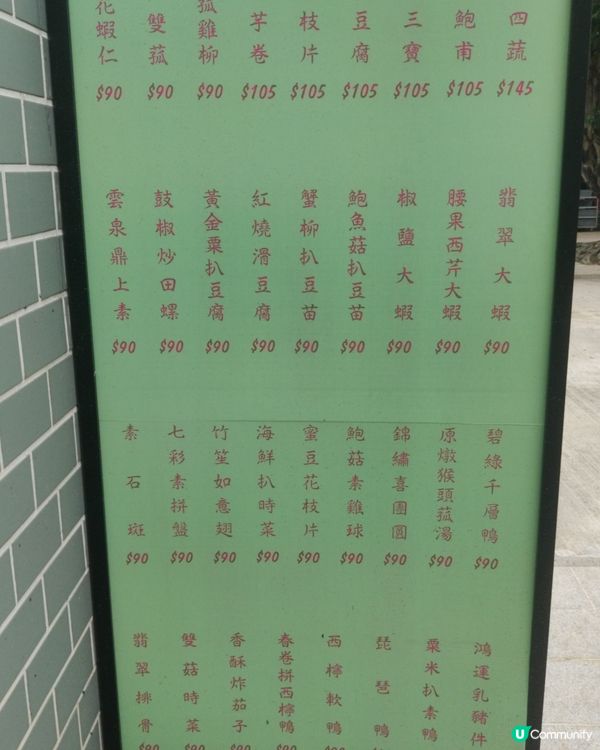 四蔬
$145
鮑甫
$105
三寶
$105
豆腐
$105
枝片
$105
芋卷
$105
菰雞柳
$90
雙菰
$90
花蝦仁
$90
翡翠大蝦
$90
腰果西芹大蝦
$90
椒鹽大蝦
$90
鮑魚菇扒豆苗
$90
蟹柳扒豆苗
$90
紅燒滑豆腐
$90
黃金粟扒豆腐
$90
鼓椒炒田螺
$90
雲泉鼎上素
$90
碧綠千層鴨
$90
原燉猴頭菰湯
$90
錦繡喜團圓
$90
鮑菇素雞球
$90
蜜豆花枝片
$90
海鮮扒時菜
$90
竹笙如意翅
$90
七彩素拼盤
$90
素石斑
$90
鴻運乳豬件
粟米扒素鴨
琵琶鴨
西檸軟鴨
春卷拼西檸鴨
$90
香酥炸茄子
$90
雙菇時菜
$90
翡翠排骨
$90
U Community